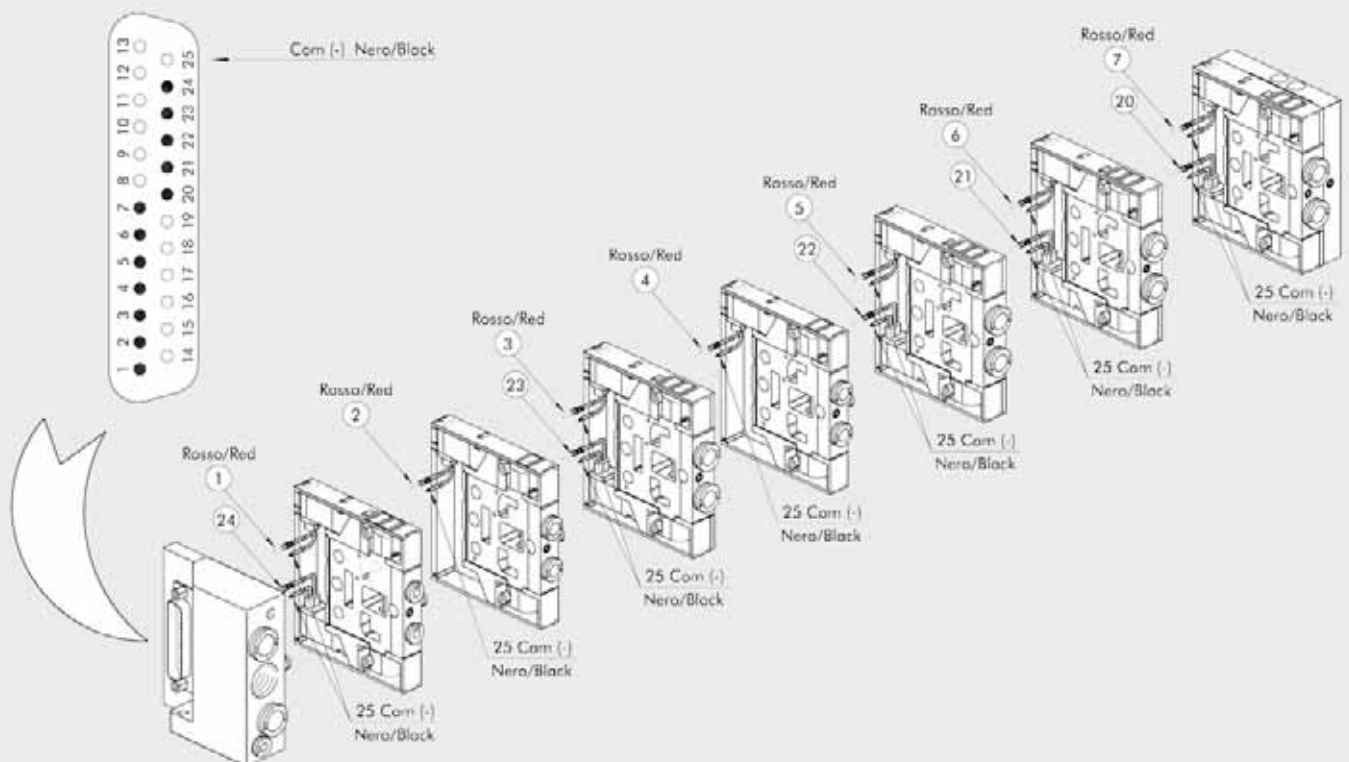 13
12
11
10
9
8
7
6
5
4
3
2
1
25
24
23
22
21
20
19
18
17
16
15
14
Com (-) Nero/Black
Rosso/Red
1
24
25 Com (-)
Nero/Black
Rosso/Red
2
25 Com (-)
Nero/Black
Rosso/Red
3
23
25 Com (-)
Nero/Black
Rosso/Red
4
25 Com (-)
Nero/Black
Rosso/Red
5
22
25 Com (-)
Nero/Black
Rosso/Red
6
21
25 Com (-)
Nero/Black
Rosso/Red
7
20
25 Com (-)
Nero/Black